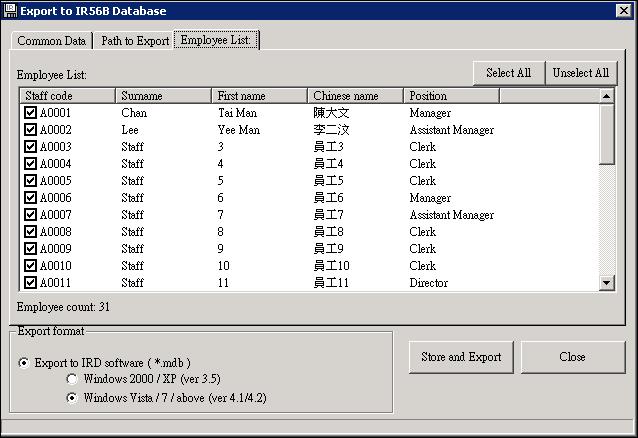 Export to IR56B Database
Common Data Path to Export Employee List:
Employee List: Select All Unselect All
Staff code Surname First name Chinese name Position
A0001 Chan Tai Man 陳大文 Manager
A0002 Lee Yee Man 李二汶 Assistant Manager
A0003 Staff 3 員工3 Clerk
A0004 Staff 4 員工4 Clerk
A0005 Staff 5 員工5 Clerk
A0006 Staff 6 員工6 Manager
A0007 Staff 7 員工7 Assistant Manager
A0008 Staff 8 員工8 Clerk
A0009 Staff 9 員工9 Clerk
A0010 Staff 10 員工10 Clerk
A0011 Staff 11 員工11 Director
Employee count: 31
Export format
Export to IRD software ( *.mdb )
Windows 2000 / XP (ver 3.5)
Windows Vista / 7 / above (ver 4.1/4.2)
Store and Export Close